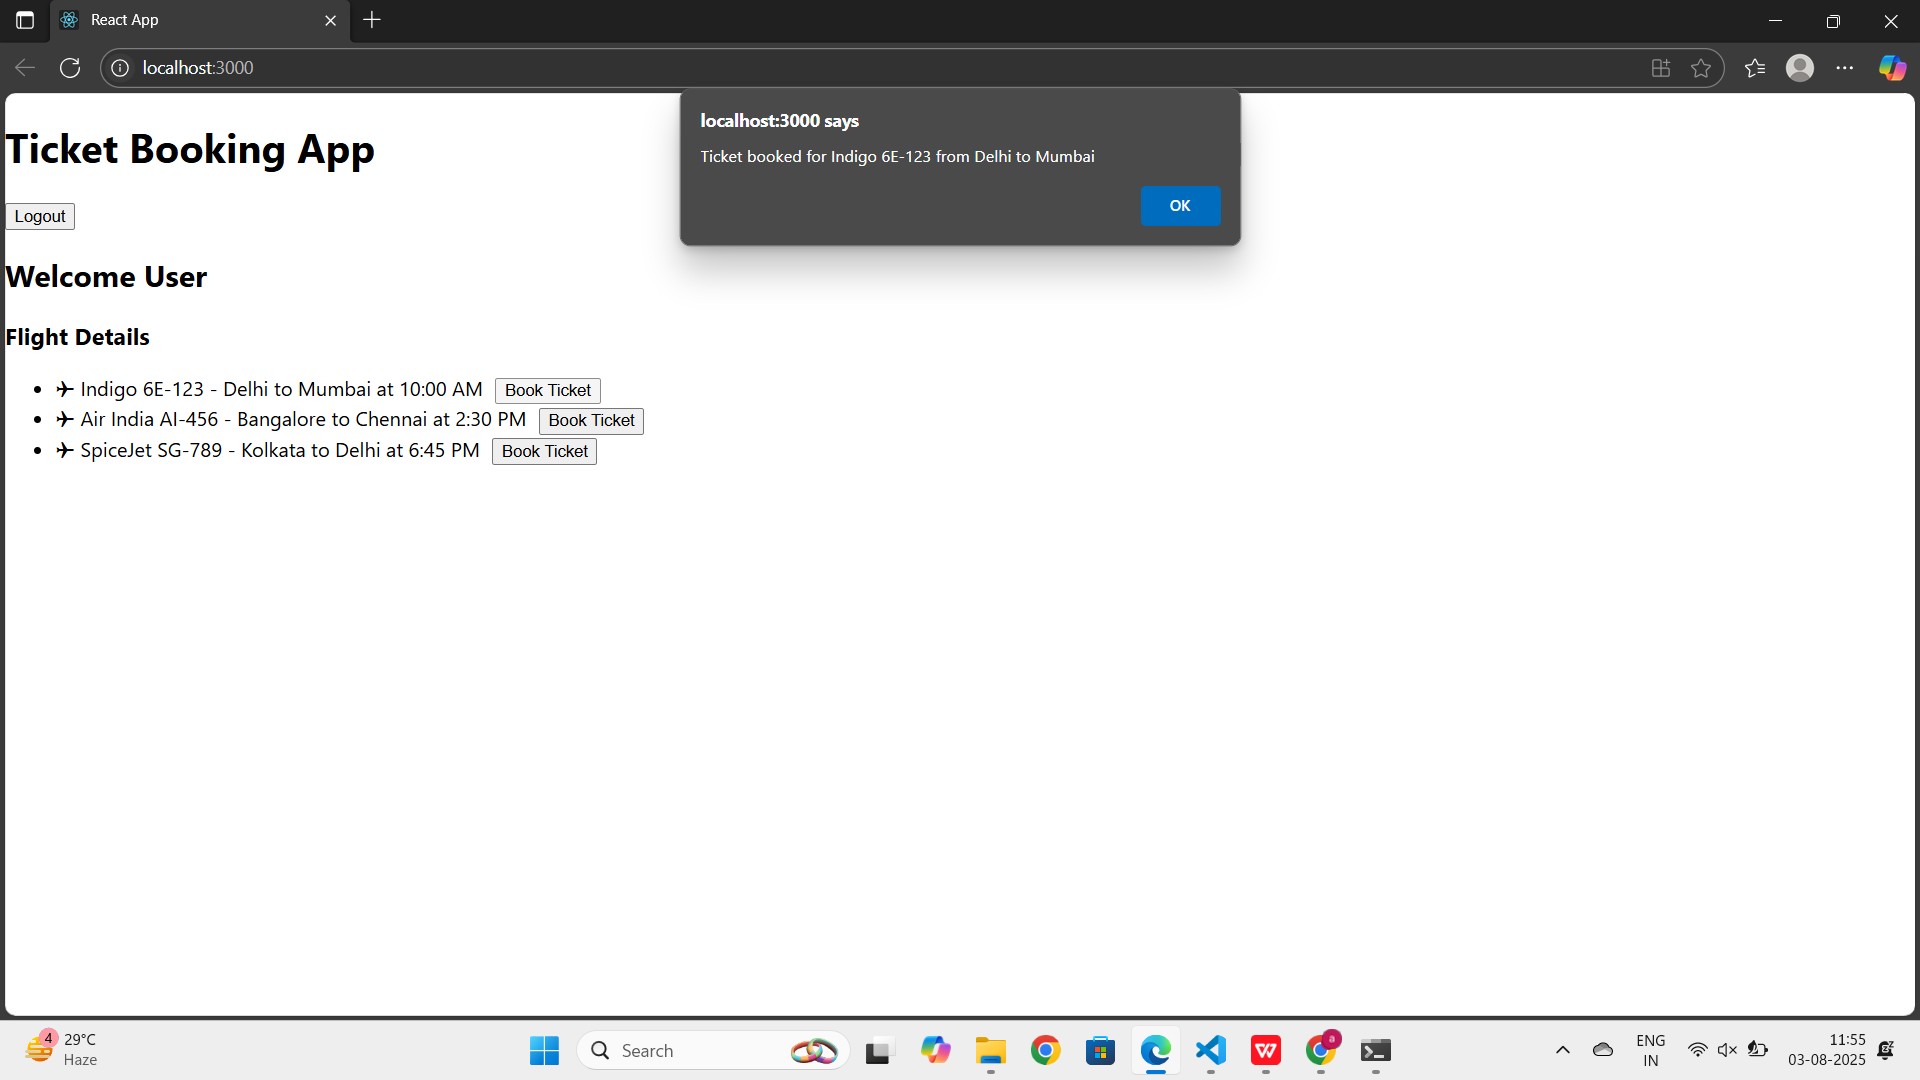 React App
localhost:3000
localhost:3000 says
Ticket booked for Indigo 6E-123 from Delhi to Mumbai
OK
Ticket Booking App
Logout
Welcome User
Flight Details
• ✈ Indigo 6E-123 - Delhi to Mumbai at 10:00 AM Book Ticket
• ✈ Air India AI-456 - Bangalore to Chennai at 2:30 PM Book Ticket
• ✈ SpiceJet SG-789 - Kolkata to Delhi at 6:45 PM Book Ticket
4
29°C
Haze
Search
W
a
ENG
IN
11:55
03-08-2025